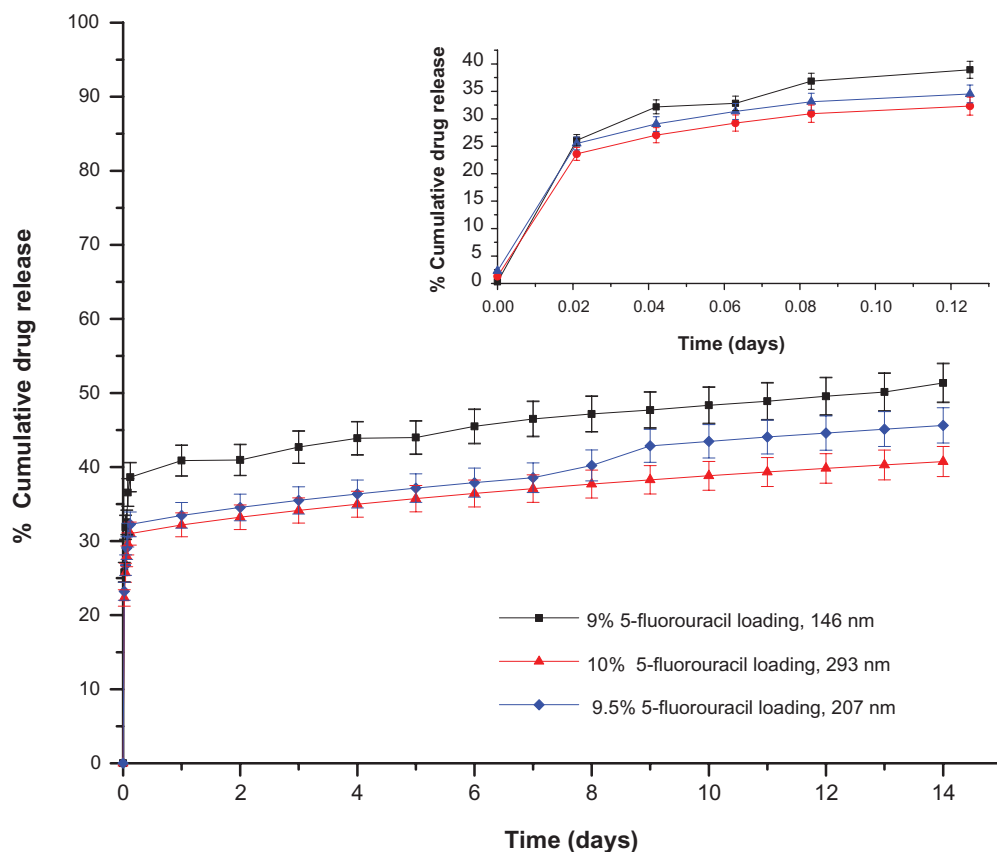 100
90
80
70
60
50
40
30
20
10
0
% Cumulative drug release
0 2 4 6 8 10 12 14
Time (days)
40
35
30
25
20
15
10
5
0
% Cumulative drug release
0.00 0.02 0.04 0.06 0.08 0.10 0.12
Time (days)
9% 5-fluorouracil loading, 146 nm
10% 5-fluorouracil loading, 293 nm
9.5% 5-fluorouracil loading, 207 nm